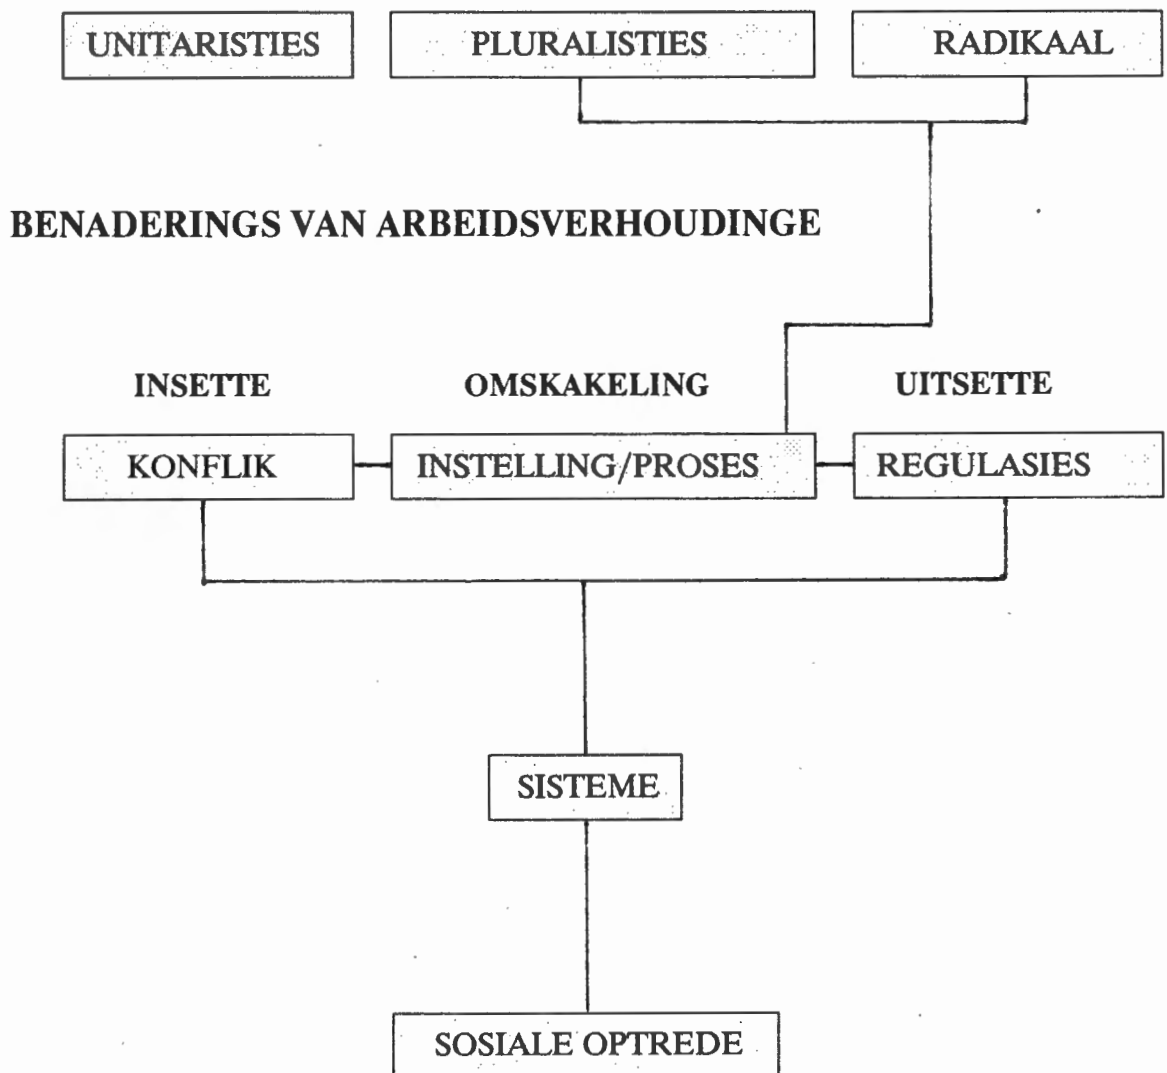 UNITARISTIES PLURALISTIES RADIKAAL
BENADERINGS VAN ARBEIDSVERHOUDINGE
INSETTE OMSKAKELING UITSETTE
KONFLIK INSTELLING/PROSES REGULASIES
SISTEME
SOSIALE OPTREDE